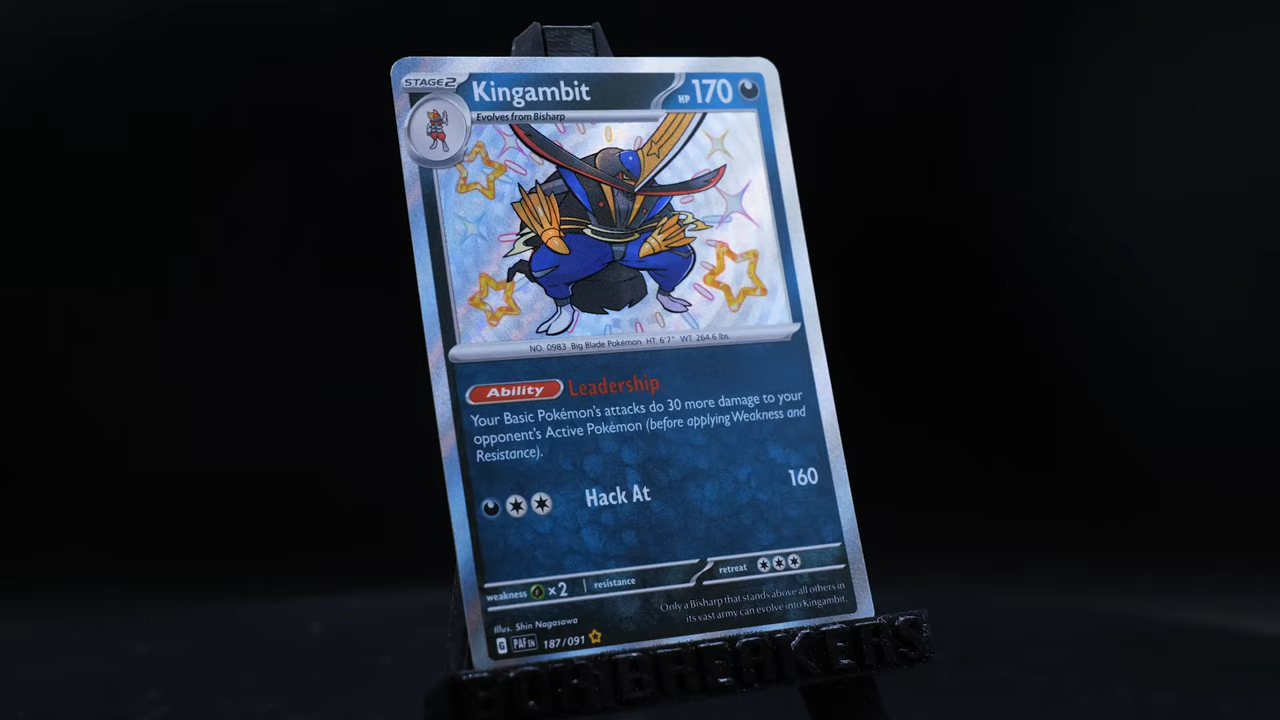 STAGE2
Kingambit
HP 170
Evolves from Bisharp
NO. 0983 Big Blade Pokémon HT: 6'7" WT: 264.6 lbs.
Ability Leadership
Your Basic Pokémon's attacks do 30 more damage to your
opponent's Active Pokémon (before applying Weakness and
Resistance).
Hack At 160
weakness ×2 resistance retreat
Only a Bisharp that stands above all others in
its vast army can evolve into Kingambit.
Illus. Shin Nagasawa
G PAF EN 187/091
BREAKERS